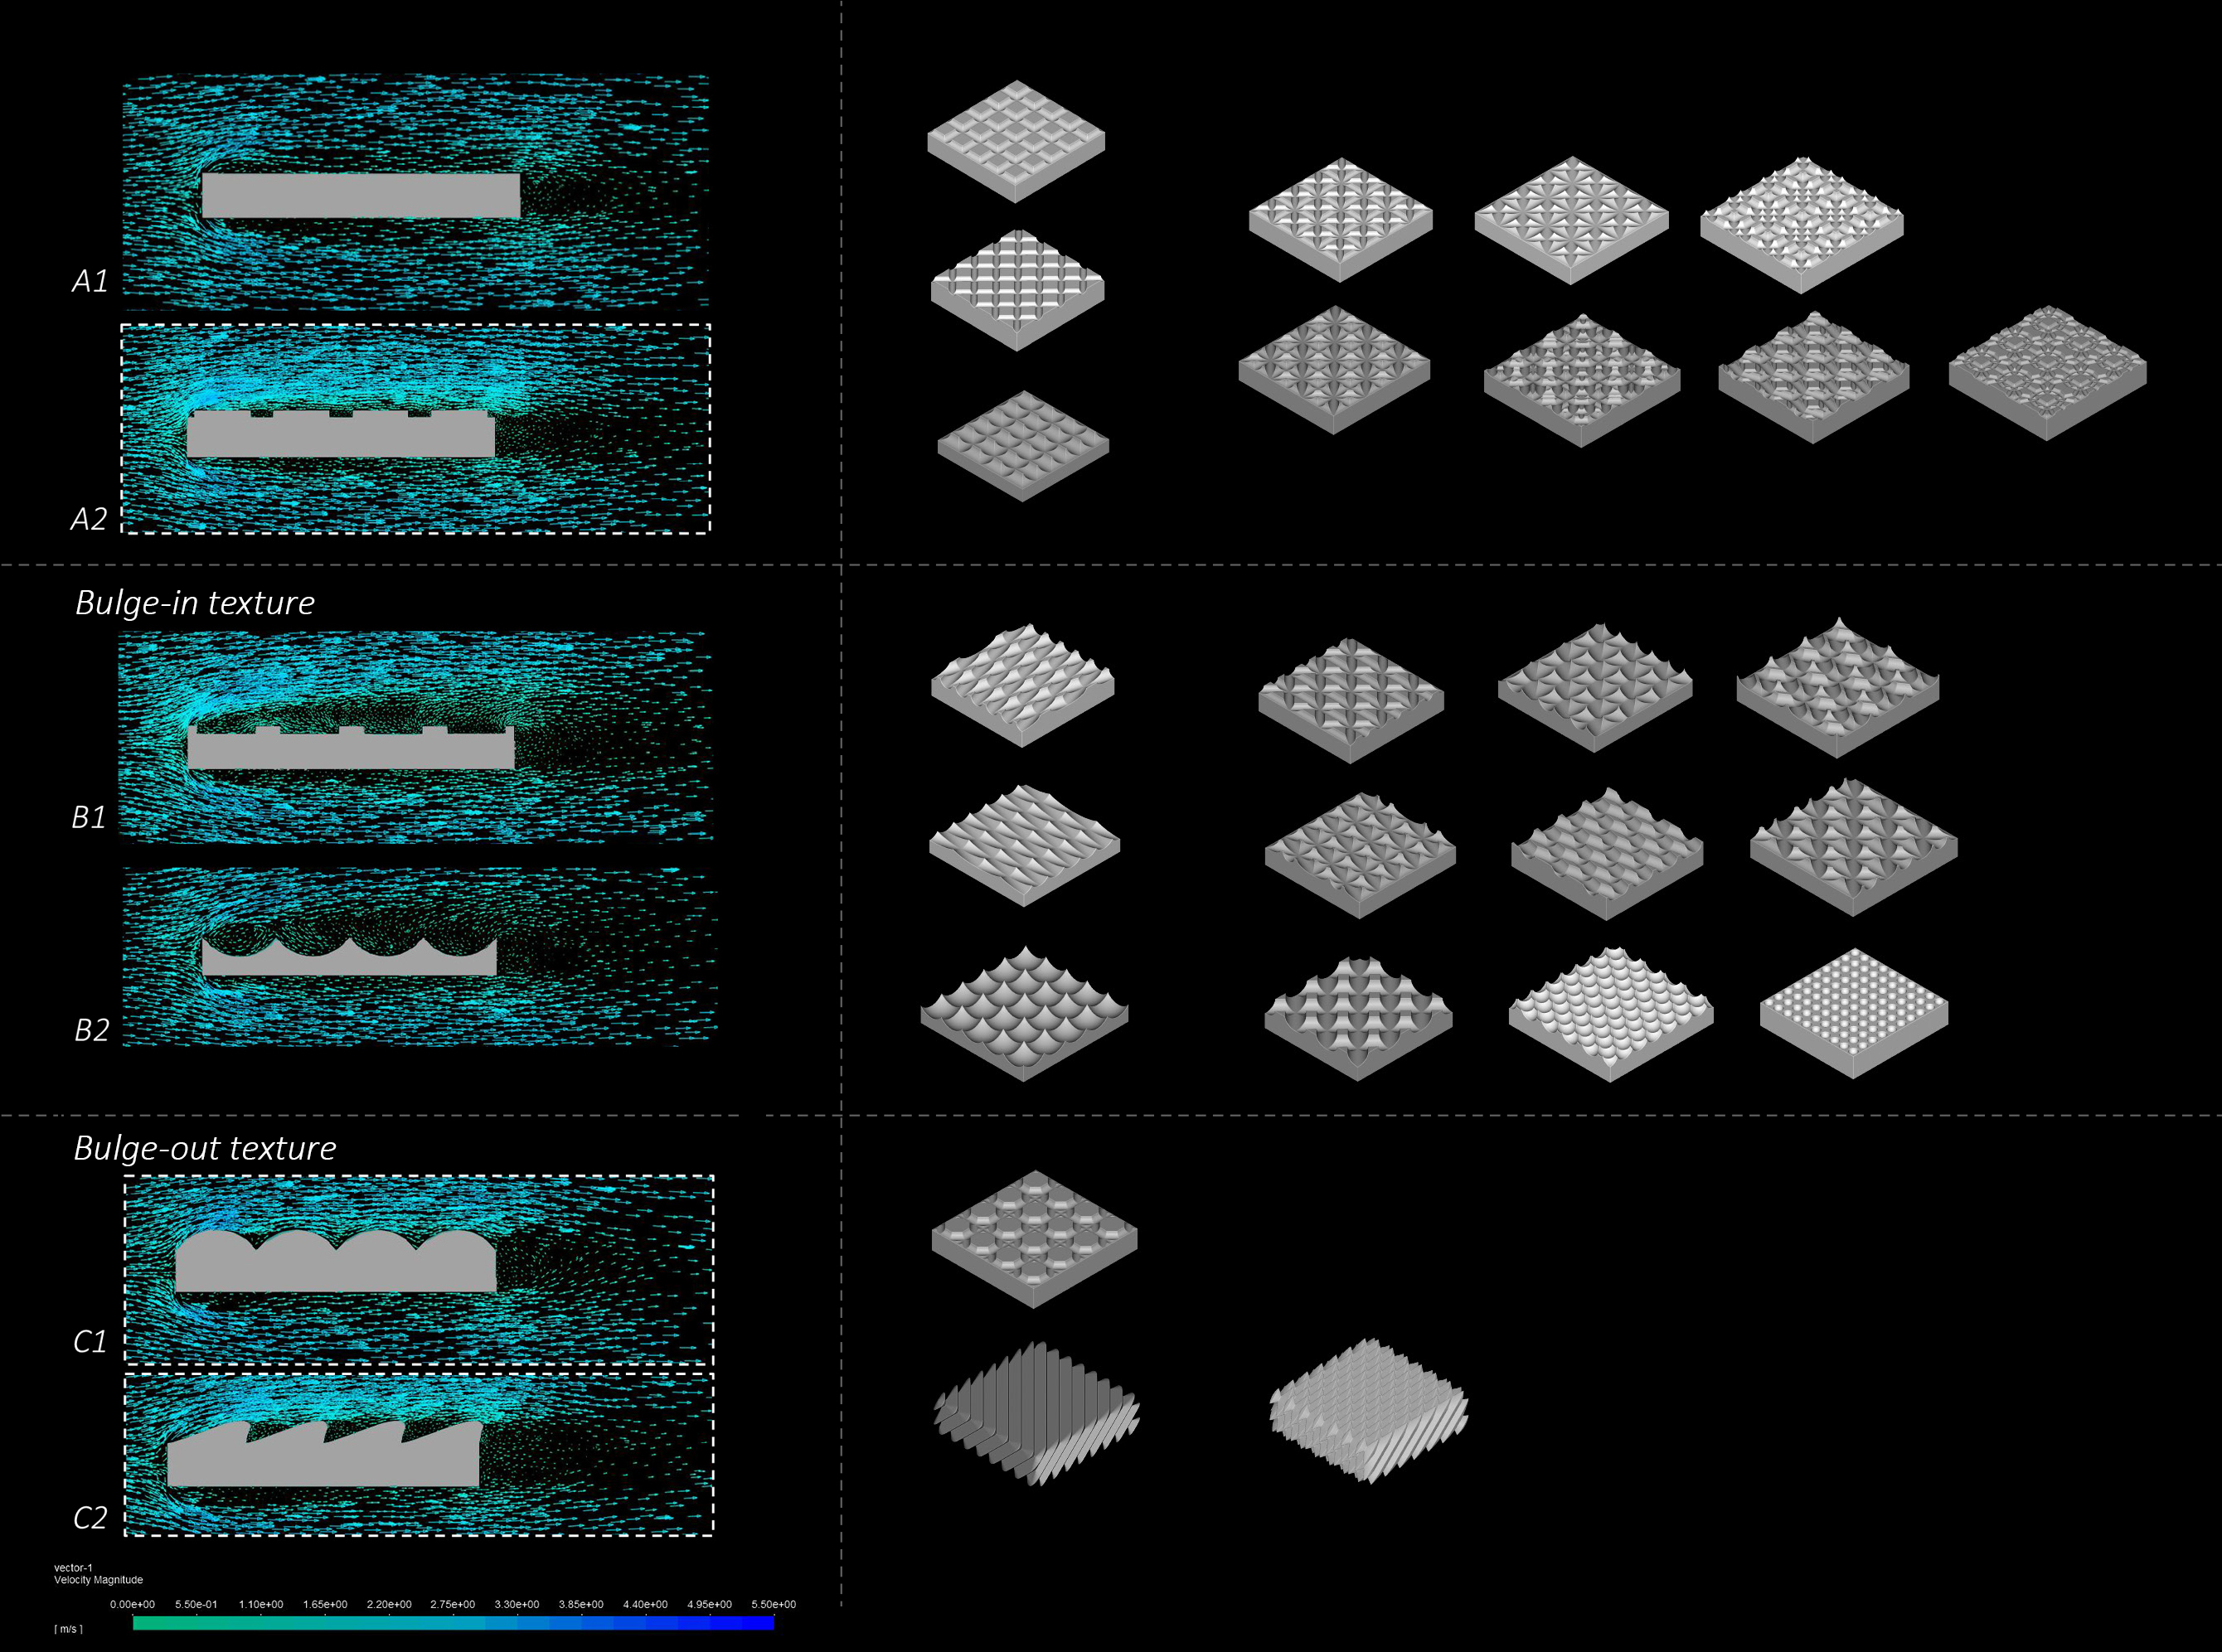 A1
A2
Bulge-in texture
B1
B2
Bulge-out texture
C1
C2
vector-1
Velocity Magnitude
0.00e+00 5.50e-01 1.10e+00 1.65e+00 2.20e+00 2.75e+00 3.30e+00 3.85e+00 4.40e+00 4.95e+00 5.50e+00
[ m/s ]